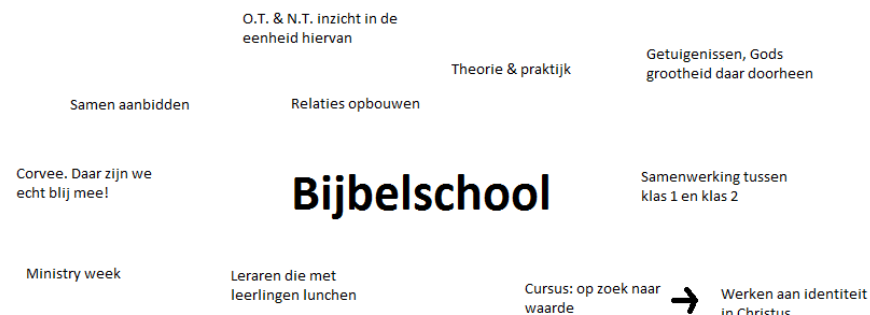 O.T. & N.T. inzicht in de
eenheid hiervan
Getuigenissen, Gods
grootheid daar doorheen
Theorie & praktijk
Samen aanbidden
Relaties opbouwen
Corvee. Daar zijn we
echt blij mee!
Bijbelschool
Samenwerking tussen
klas 1 en klas 2
Ministry week
Leraren die met
leerlingen lunchen
Cursus: op zoek naar
waarde
Werken aan identiteit
in Christus